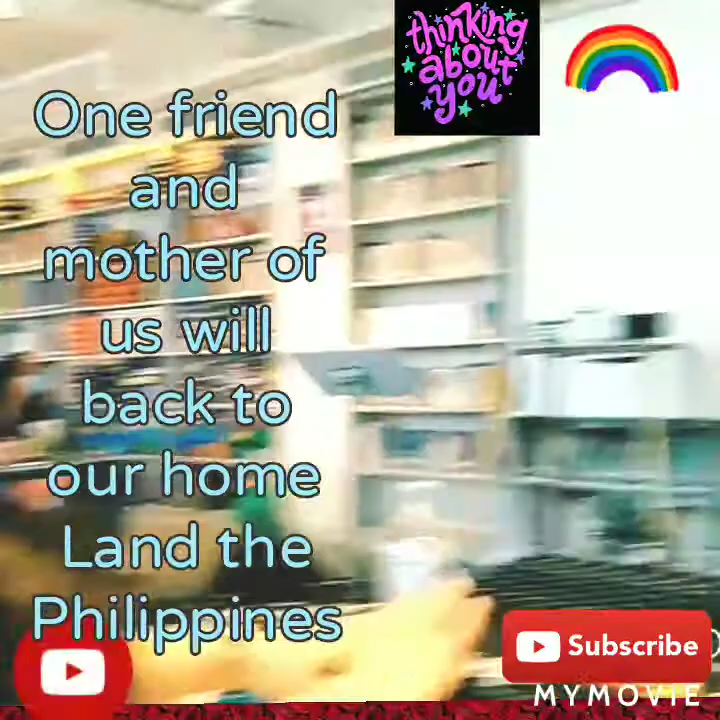 thinking
about
you
One friend
and
mother of
us will
back to
our home
Land the
Philippines
Subscribe
MYMOVIE